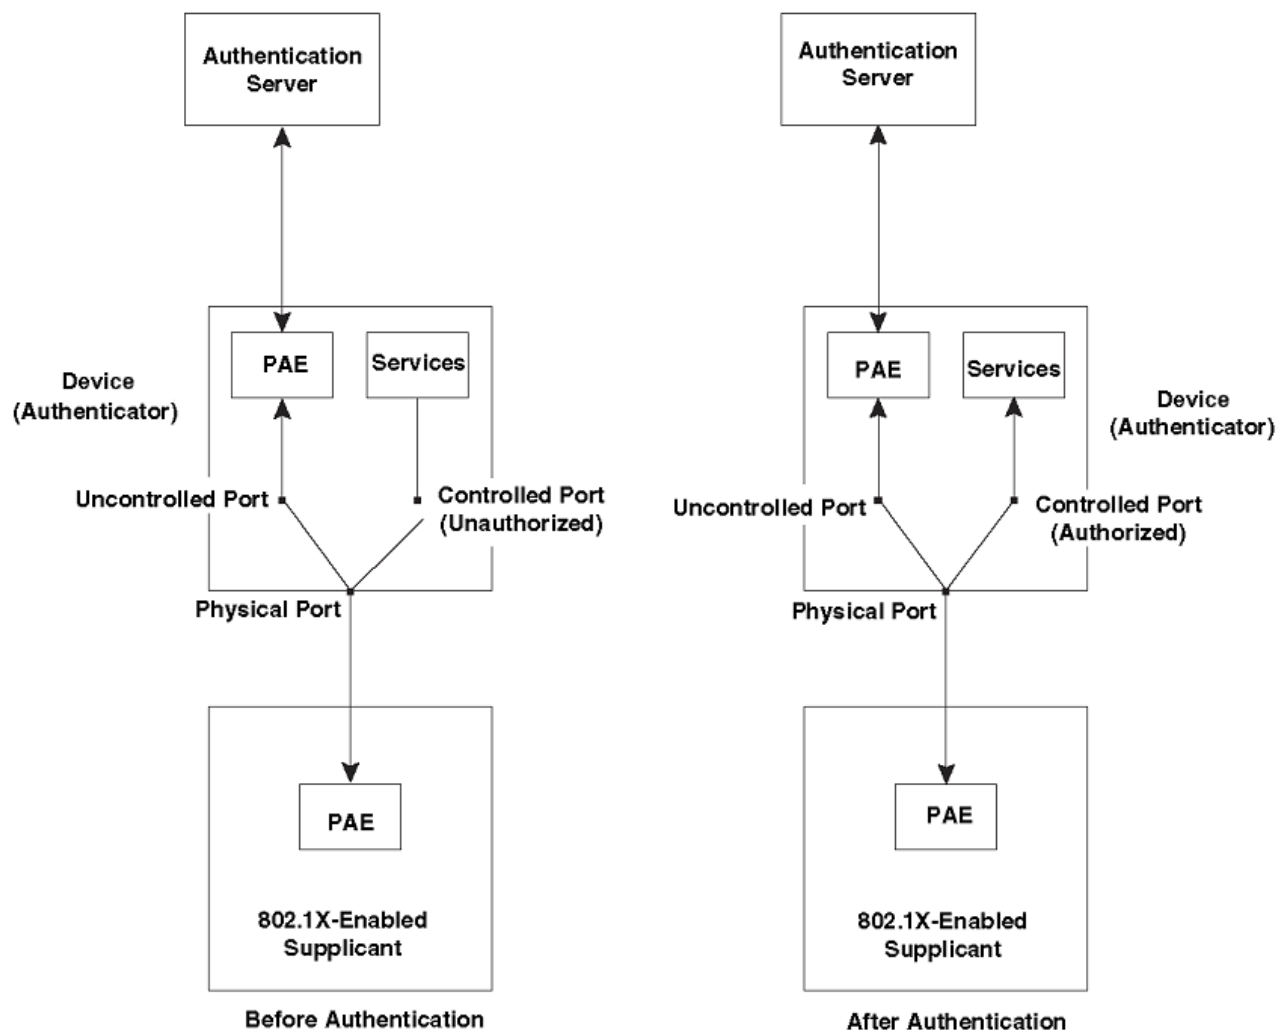 Authentication
Server
PAE
Services
Device
(Authenticator)
Uncontrolled Port
Controlled Port
(Unauthorized)
Physical Port
PAE
802.1X-Enabled
Supplicant
Before Authentication
Authentication
Server
PAE
Services
Device
(Authenticator)
Uncontrolled Port
Controlled Port
(Authorized)
Physical Port
PAE
802.1X-Enabled
Supplicant
After Authentication